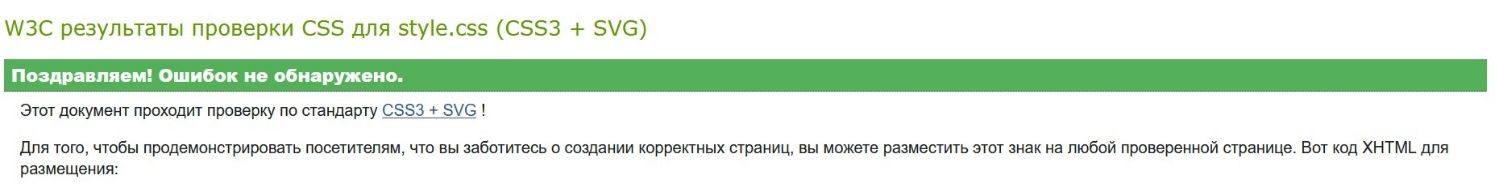 W3C результаты проверки CSS для style.css (CSS3 + SVG)
Поздравляем! Ошибок не обнаружено.
Этот документ проходит проверку по стандарту CSS3 + SVG !
Для того, чтобы продемонстрировать посетителям, что вы заботитесь о создании корректных страниц, вы можете разместить этот знак на любой проверенной странице. Вот код XHTML для
размещения: